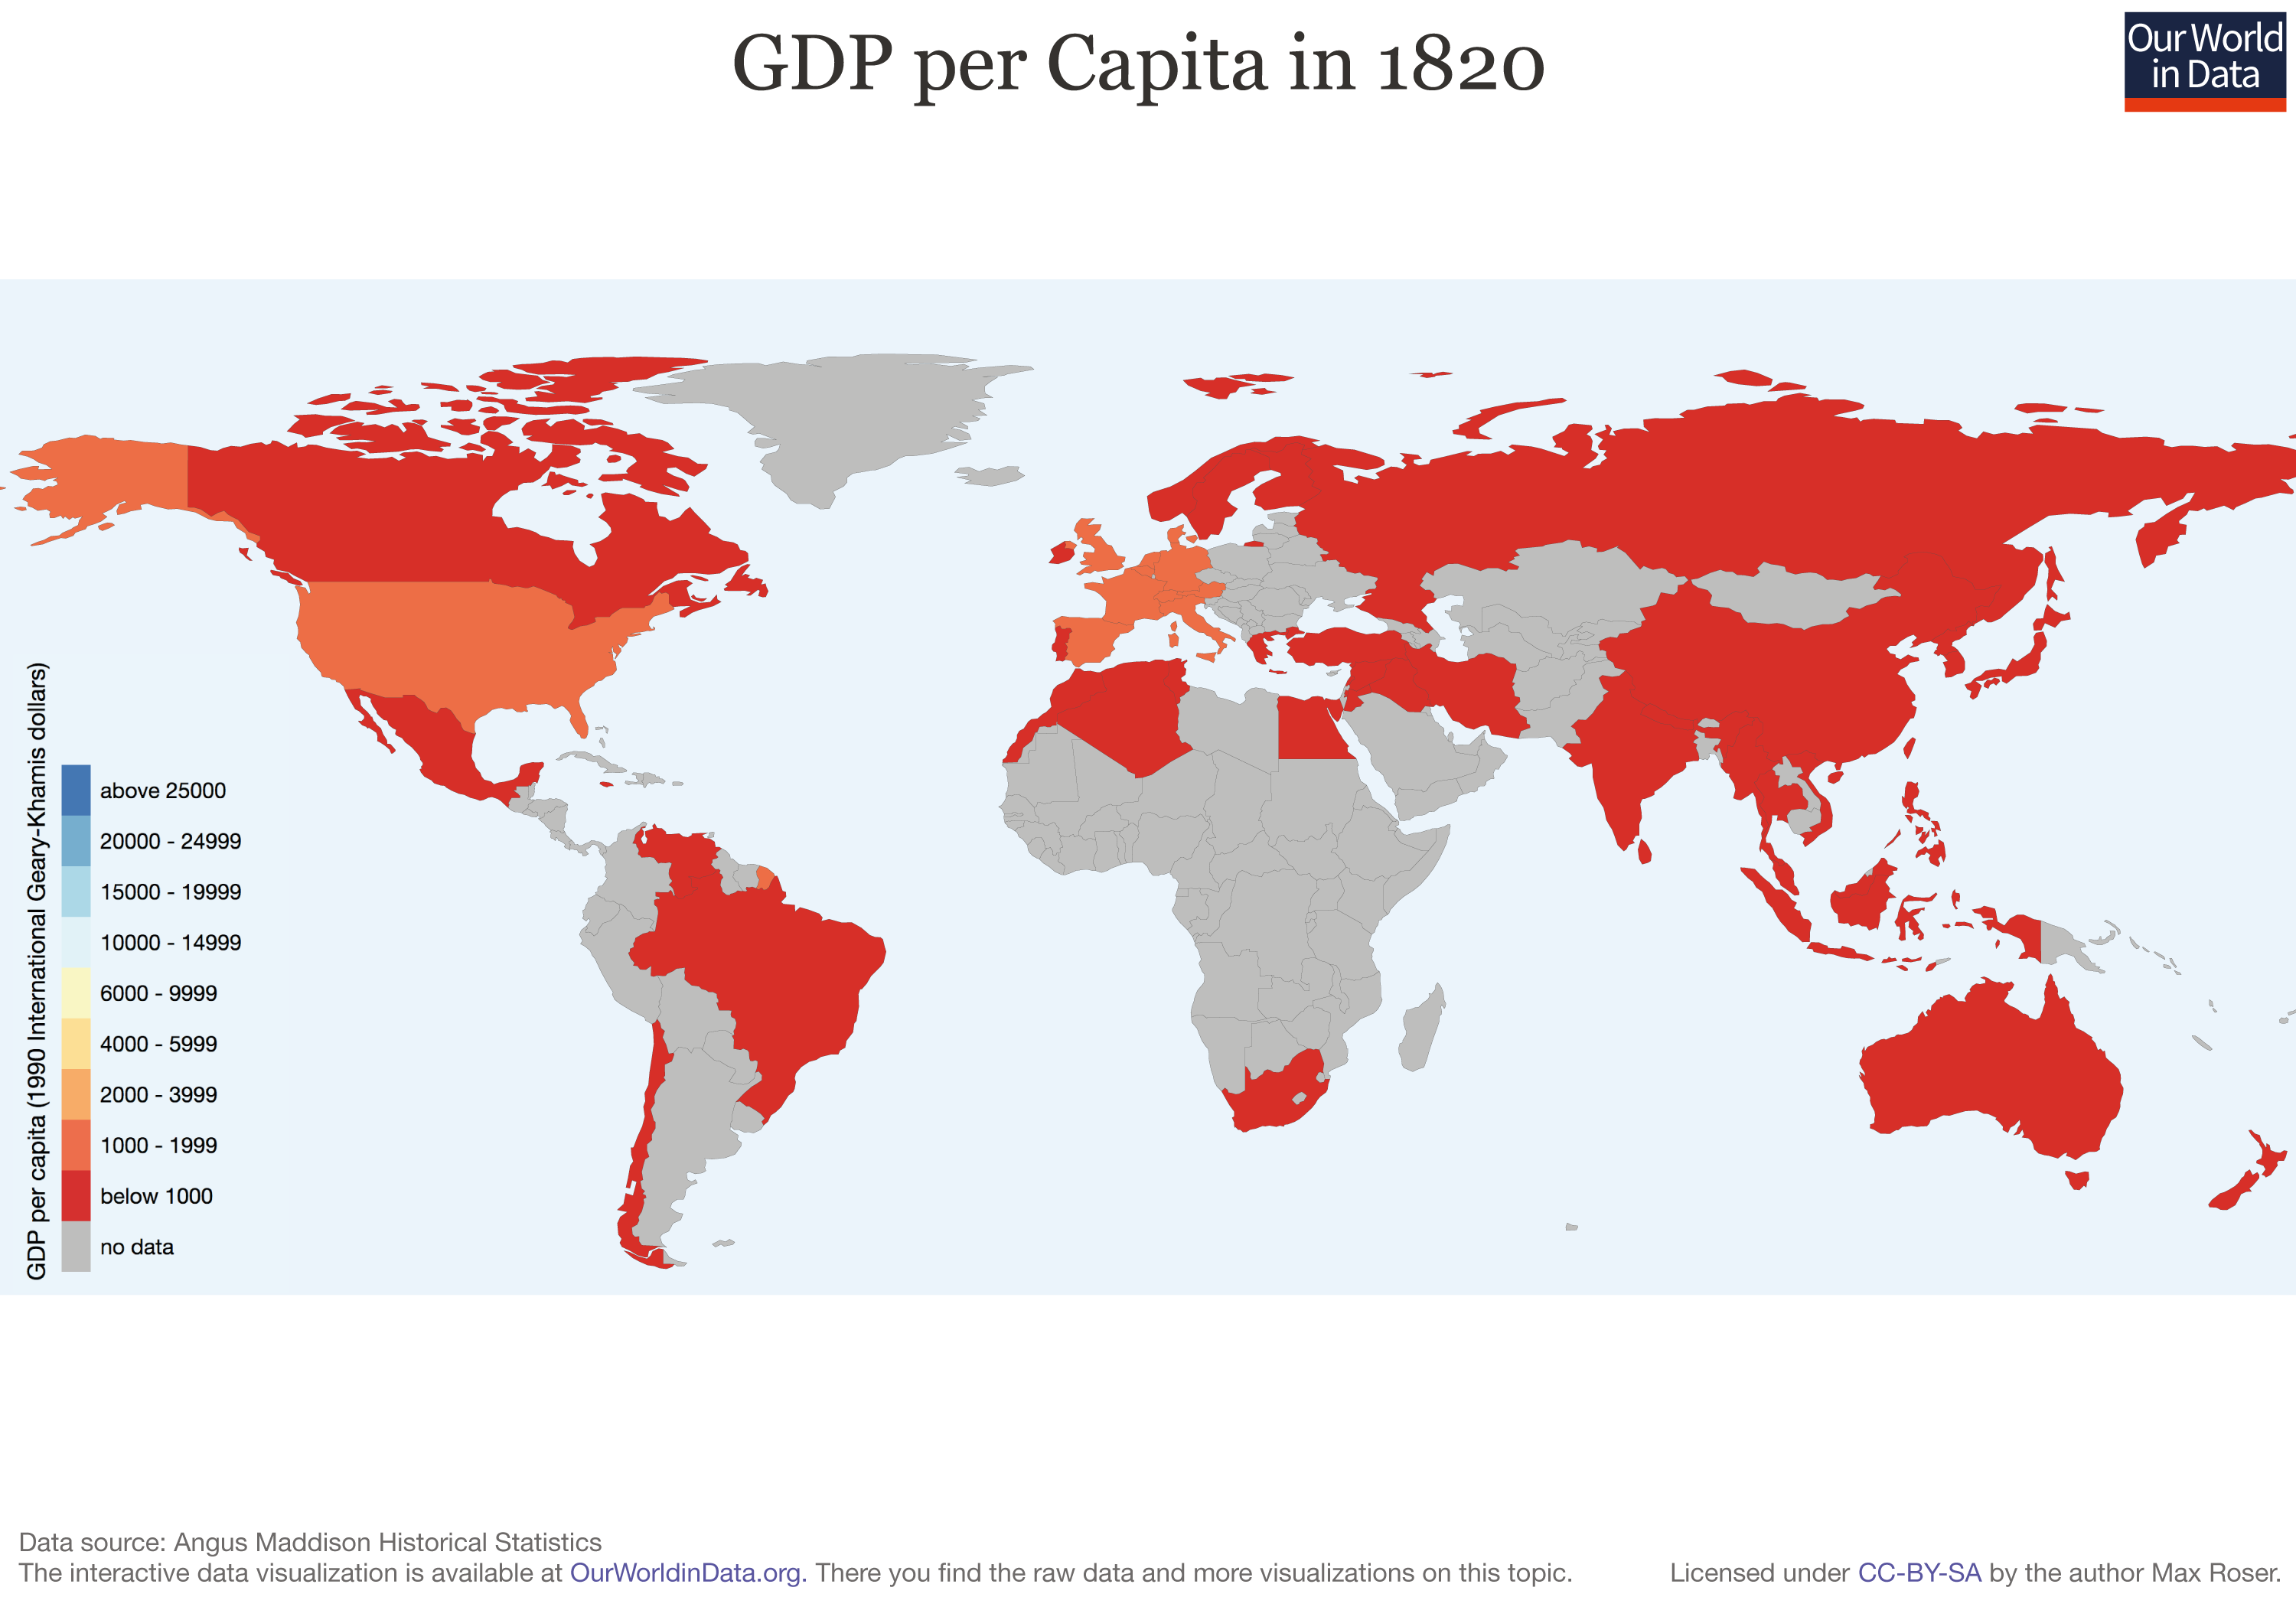 GDP per Capita in 1820
Our World
in Data
GDP per capita (1990 International Geary-Khamis dollars)
above 25000
20000 - 24999
15000 - 19999
10000 - 14999
6000 - 9999
4000 - 5999
2000 - 3999
1000 - 1999
below 1000
no data
Data source: Angus Maddison Historical Statistics
The interactive data visualization is available at OurWorldinData.org. There you find the raw data and more visualizations on this topic.
Licensed under CC-BY-SA by the author Max Roser.